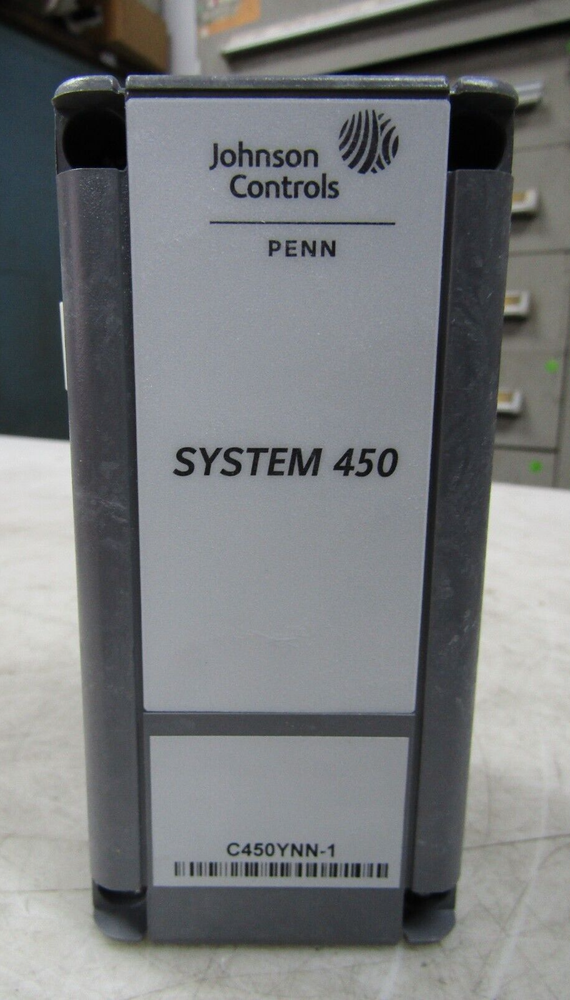 Johnson
Controls
PENN
SYSTEM 450
C450YNN-1